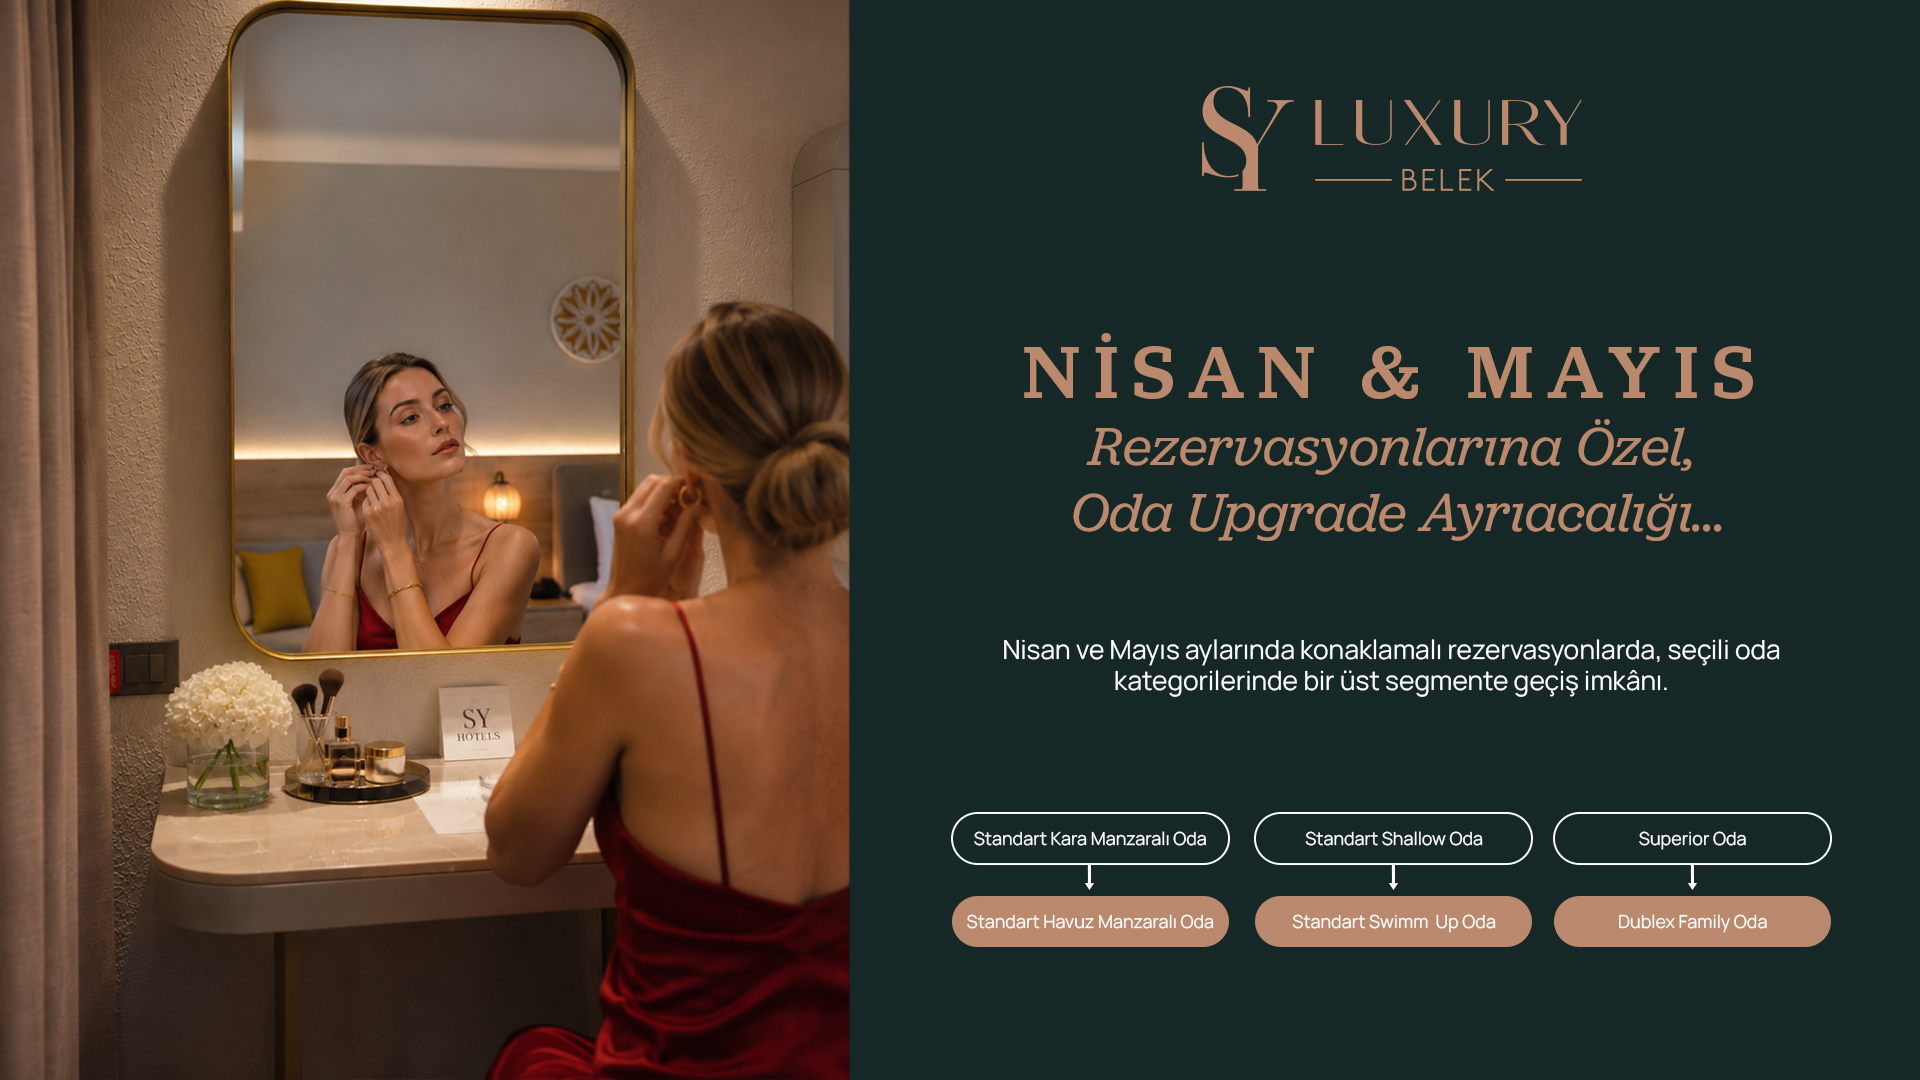 SY LUXURY
BELEK
NİSAN & MAYIS
Rezervasyonlarına Özel,
Oda Upgrade Ayrıacalığı...
Nisan ve Mayıs aylarında konaklamalı rezervasyonlarda, seçili oda
kategorilerinde bir üst segmente geçiş imkânı.
Standart Kara Manzaralı Oda
Standart Havuz Manzaralı Oda
Standart Shallow Oda
Standart Swimm Up Oda
Superior Oda
Dublex Family Oda
SY
HOTELS